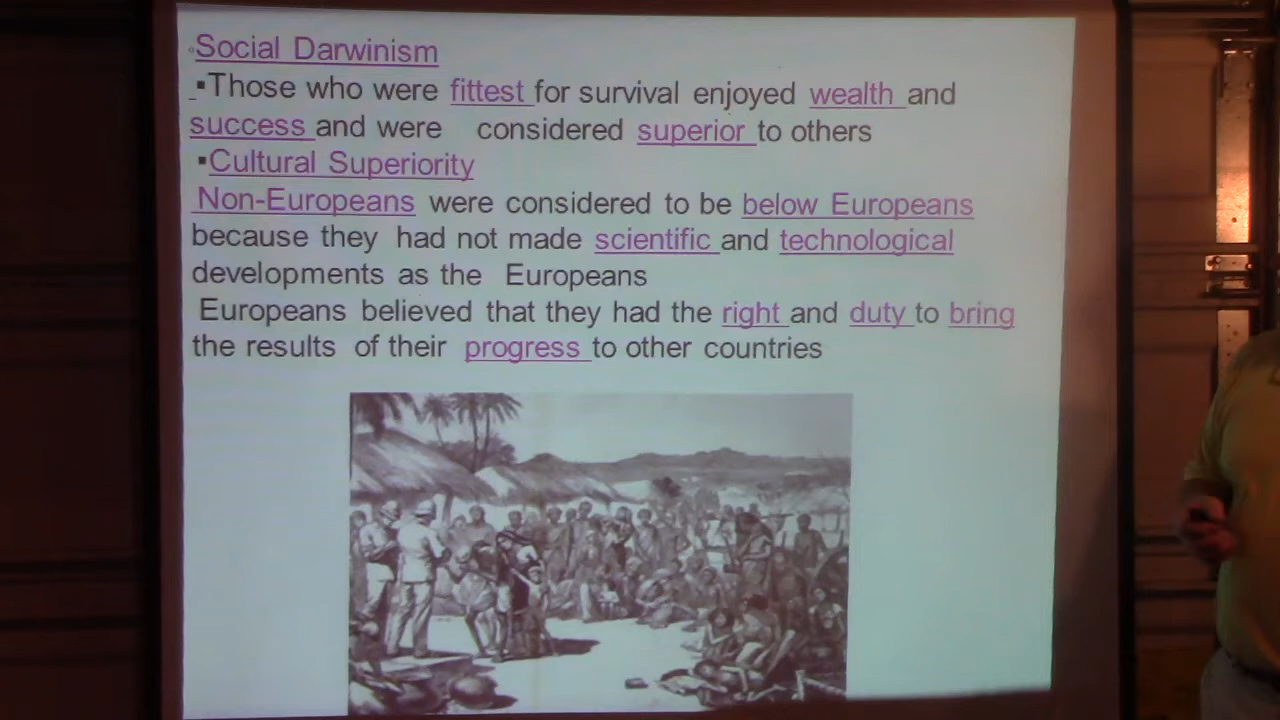 Social Darwinism
▪Those who were fittest for survival enjoyed wealth and
success and were considered superior to others
▪Cultural Superiority
Non-Europeans were considered to be below Europeans
because they had not made scientific and technological
developments as the Europeans
Europeans believed that they had the right and duty to bring
the results of their progress to other countries